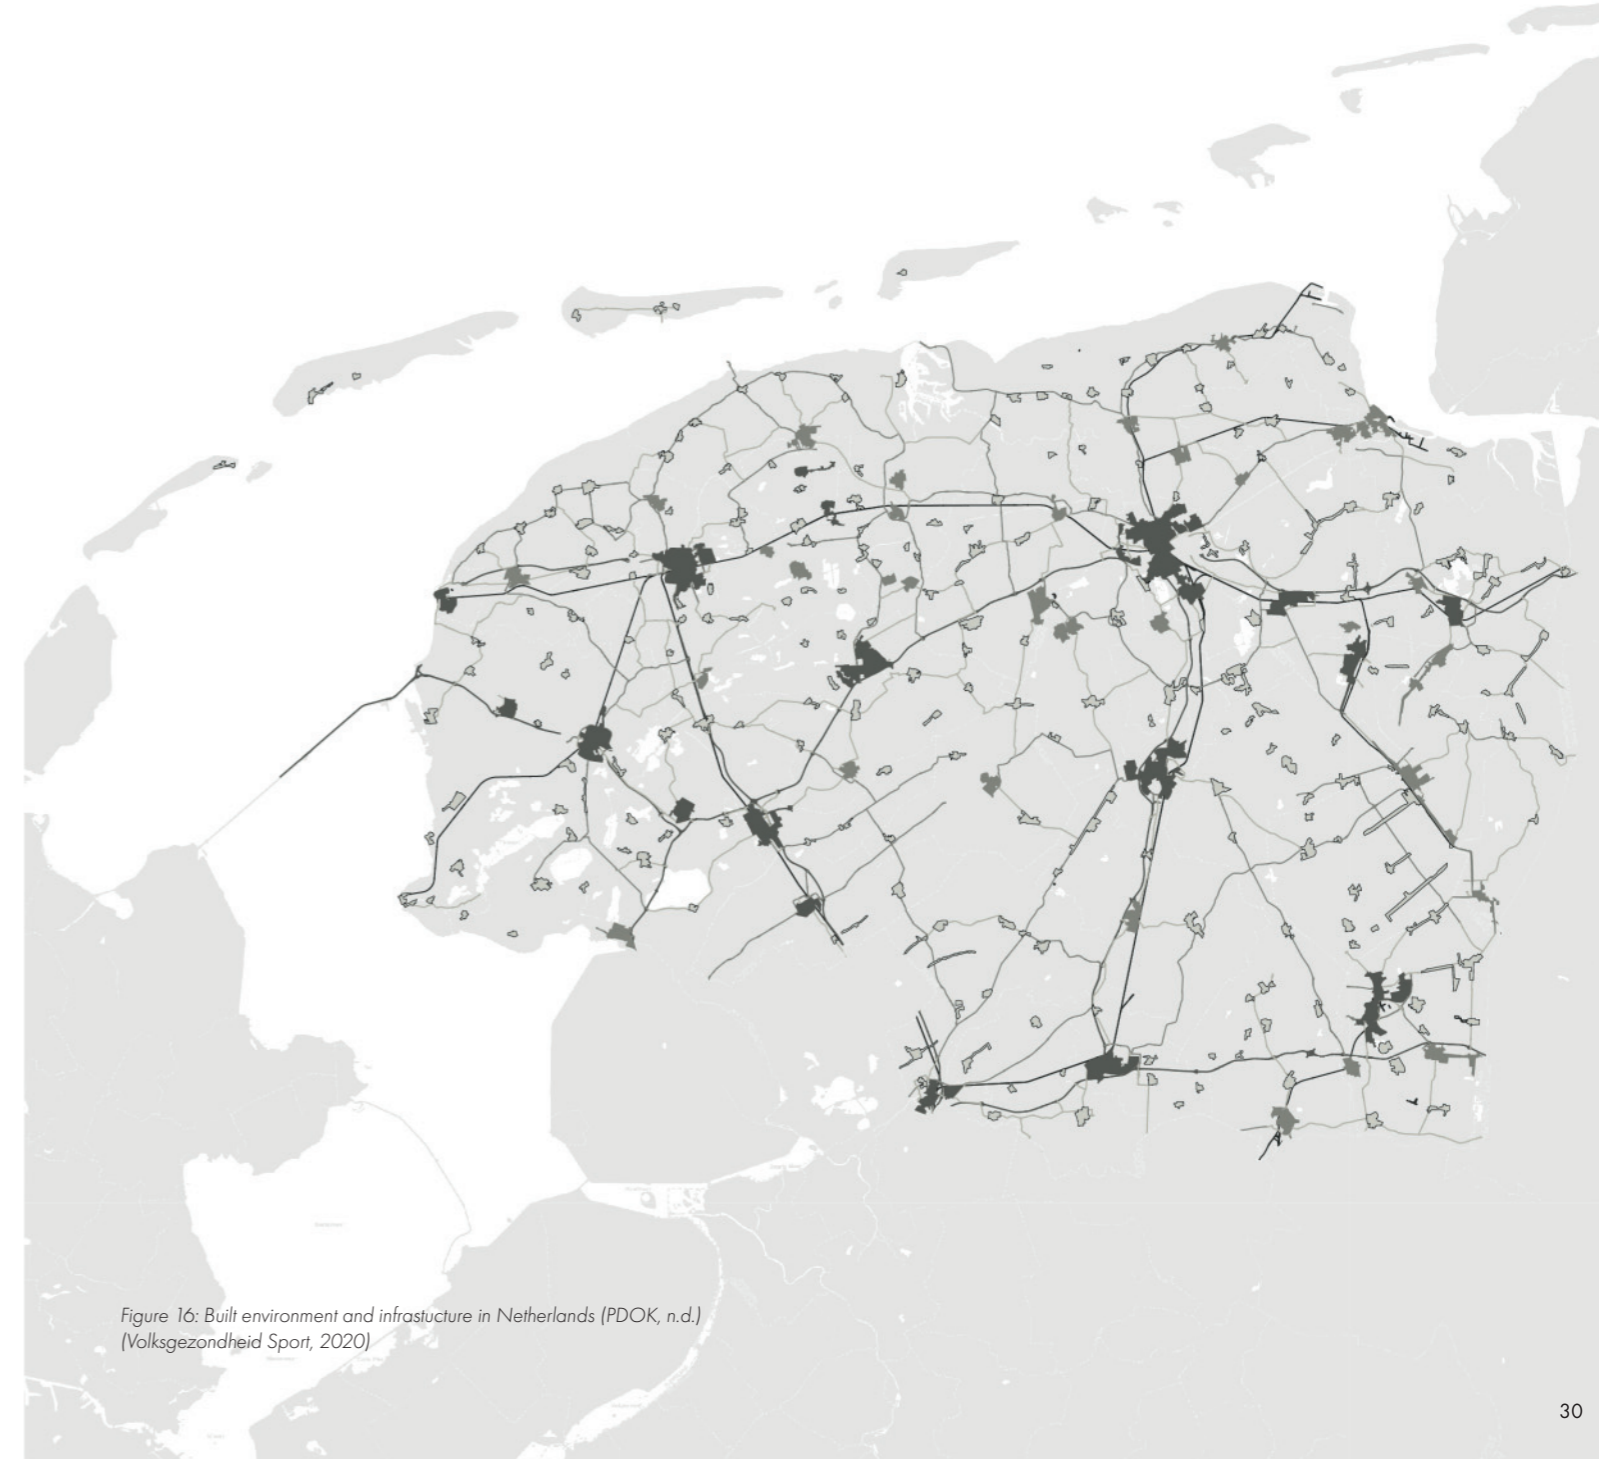 Figure 16: Built environment and infrastucture in Netherlands (PDOK, n.d.)
(Volksgezondheid Sport, 2020)
30